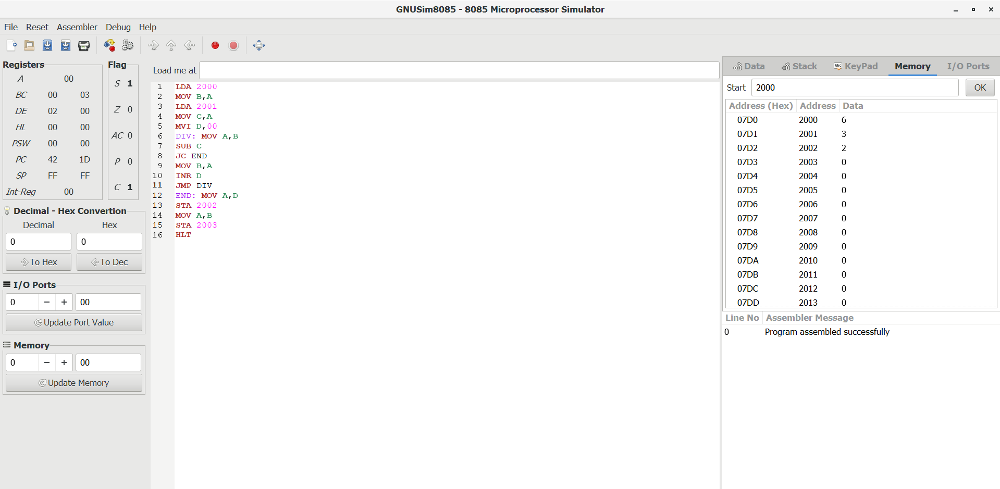 GNUSim8085 - 8085 Microprocessor Simulator
File Reset Assembler Debug Help
Registers
A 00
BC 00 03
DE 02 00
HL 00 00
PSW 00 00
PC 42 1D
SP FF FF
Int-Reg 00
Flag
S 1
Z 0
AC 0
P 0
C 1
Decimal - Hex Convertion
Decimal Hex
0 0
To Hex To Dec
I/O Ports
0 − + 00
Update Port Value
Memory
0 − + 00
Update Memory
Load me at
1 LDA 2000
2 MOV B,A
3 LDA 2001
4 MOV C,A
5 MVI D,00
6 DIV: MOV A,B
7 SUB C
8 JC END
9 MOV B,A
10 INR D
11 JMP DIV
12 END: MOV A,D
13 STA 2002
14 MOV A,B
15 STA 2003
16 HLT
Data Stack Abc KeyPad Memory I/O Ports
Start 2000 OK
Address (Hex) Address Data
07D0 2000 6
07D1 2001 3
07D2 2002 2
07D3 2003 0
07D4 2004 0
07D5 2005 0
07D6 2006 0
07D7 2007 0
07D8 2008 0
07D9 2009 0
07DA 2010 0
07DB 2011 0
07DC 2012 0
07DD 2013 0
Line No Assembler Message
0 Program assembled successfully